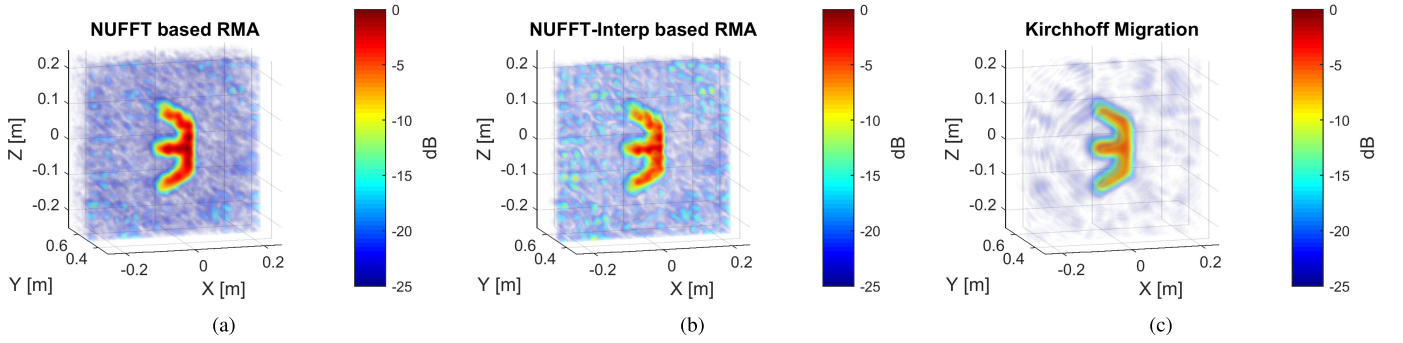 NUFFT based RMA
0.2
0.1
0
-0.1
-0.2
Z [m]
0.6
0.4
Y [m]
-0.2
0
0.2
X [m]
0
-5
-10
-15
-20
-25
dB
(a)
NUFFT-Interp based RMA
0.2
0.1
0
-0.1
-0.2
Z [m]
0.6
0.4
Y [m]
-0.2
0
0.2
X [m]
0
-5
-10
-15
-20
-25
dB
(b)
Kirchhoff Migration
0.2
0.1
0
-0.1
-0.2
Z [m]
0.6
0.4
Y [m]
-0.2
0
0.2
X [m]
0
-5
-10
-15
-20
-25
dB
(c)